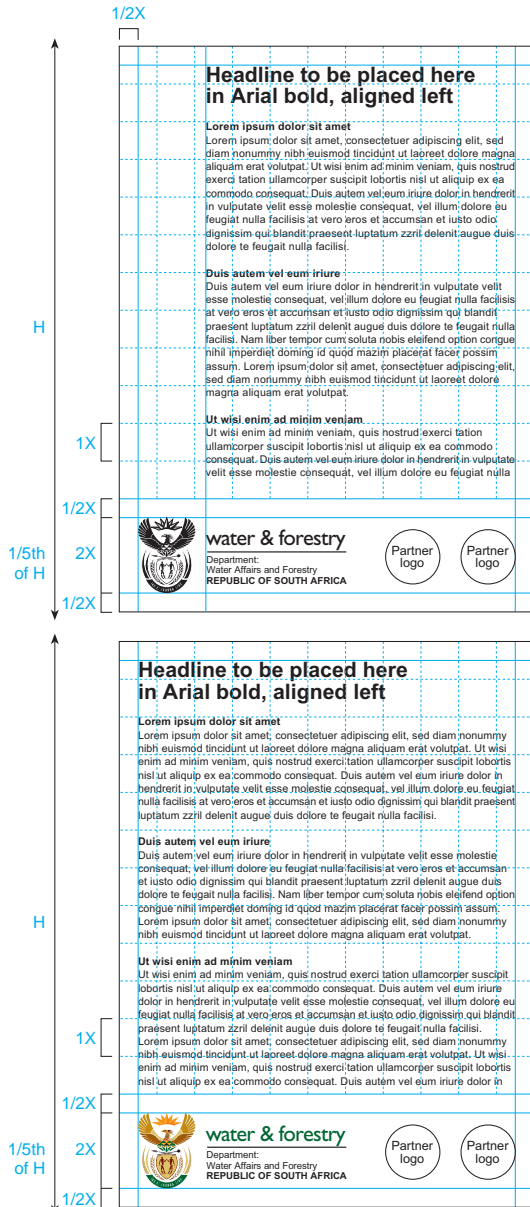 1/2X
Headline to be placed here
in Arial bold, aligned left
Lorem ipsum dolor sit amet
Lorem ipsum dolor sit amet, consectetuer adipiscing elit, sed
diam nonummy nibh euismod tincidunt ut laoreet dolore magna
aliquam erat volutpat. Ut wisi enim ad minim veniam, quis nostrud
exerci tation ullamcorper suscipit lobortis nisl ut aliquip ex ea
commodo consequat. Duis autem vel eum iriure dolor in hendrerit
in vulputate velit esse molestie consequat, vel illum dolore eu
feugiat nulla facilisis at vero eros et accumsan et iusto odio
dignissim qui blandit praesent luptatum zzril delenit augue duis
dolore te feugait nulla facilisi.
Duis autem vel eum iriure
Duis autem vel eum iriure dolor in hendrerit in vulputate velit
esse molestie consequat, vel illum dolore eu feugiat nulla facilisis
at vero eros et accumsan et iusto odio dignissim qui blandit
praesent luptatum zzril delenit augue duis dolore te feugait nulla
facilisi. Nam liber tempor cum soluta nobis eleifend option congue
nihil imperdiet doming id quod mazim placerat facer possim
assum. Lorem ipsum dolor sit amet, consectetuer adipiscing elit,
sed diam nonummy nibh euismod tincidunt ut laoreet dolore
magna aliquam erat volutpat.
H
Ut wisi enim ad minim veniam
Ut wisi enim ad minim veniam, quis nostrud exerci tation
ullamcorper suscipit lobortis nisl ut aliquip ex ea commodo
consequat. Duis autem vel eum iriure dolor in hendrerit in vulputate
velit esse molestie consequat, vel illum dolore eu feugiat nulla
1X
1/2X
1/5th
of H
2X
water & forestry
Department:
Water Affairs and Forestry
REPUBLIC OF SOUTH AFRICA
Partner
logo
Partner
logo
1/2X
Headline to be placed here
in Arial bold, aligned left
Lorem ipsum dolor sit amet
Lorem ipsum dolor sit amet, consectetuer adipiscing elit, sed diam nonummy
nibh euismod tincidunt ut laoreet dolore magna aliquam erat volutpat. Ut wisi
enim ad minim veniam, quis nostrud exerci tation ullamcorper suscipit lobortis
nisl ut aliquip ex ea commodo consequat. Duis autem vel eum iriure dolor in
hendrerit in vulputate velit esse molestie consequat, vel illum dolore eu feugiat
nulla facilisis at vero eros et accumsan et iusto odio dignissim qui blandit praesent
luptatum zzril delenit augue duis dolore te feugait nulla facilisi.
Duis autem vel eum iriure
Duis autem vel eum iriure dolor in hendrerit in vulputate velit esse molestie
consequat, vel illum dolore eu feugiat nulla facilisis at vero eros et accumsan
et iusto odio dignissim qui blandit praesent luptatum zzril delenit augue duis
dolore te feugait nulla facilisi. Nam liber tempor cum soluta nobis eleifend option
congue nihil imperdiet doming id quod mazim placerat facer possim assum.
Lorem ipsum dolor sit amet, consectetuer adipiscing elit, sed diam nonummy
nibh euismod tincidunt ut laoreet dolore magna aliquam erat volutpat.
H
Ut wisi enim ad minim veniam
Ut wisi enim ad minim veniam, quis nostrud exerci tation ullamcorper suscipit
lobortis nisl ut aliquip ex ea commodo consequat. Duis autem vel eum iriure
dolor in hendrerit in vulputate velit esse molestie consequat, vel illum dolore eu
feugiat nulla facilisis at vero eros et accumsan et iusto odio dignissim qui blandit
praesent luptatum zzril delenit augue duis dolore te feugait nulla facilisi.
Lorem ipsum dolor sit amet, consectetuer adipiscing elit, sed diam nonummy
nibh euismod tincidunt ut laoreet dolore magna aliquam erat volutpat. Ut wisi
enim ad minim veniam, quis nostrud exerci tation ullamcorper suscipit lobortis
nisl ut aliquip ex ea commodo consequat. Duis autem vel eum iriure dolor in
1X
1/2X
1/5th
of H
2X
water & forestry
Department:
Water Affairs and Forestry
REPUBLIC OF SOUTH AFRICA
Partner
logo
Partner
logo
1/2X